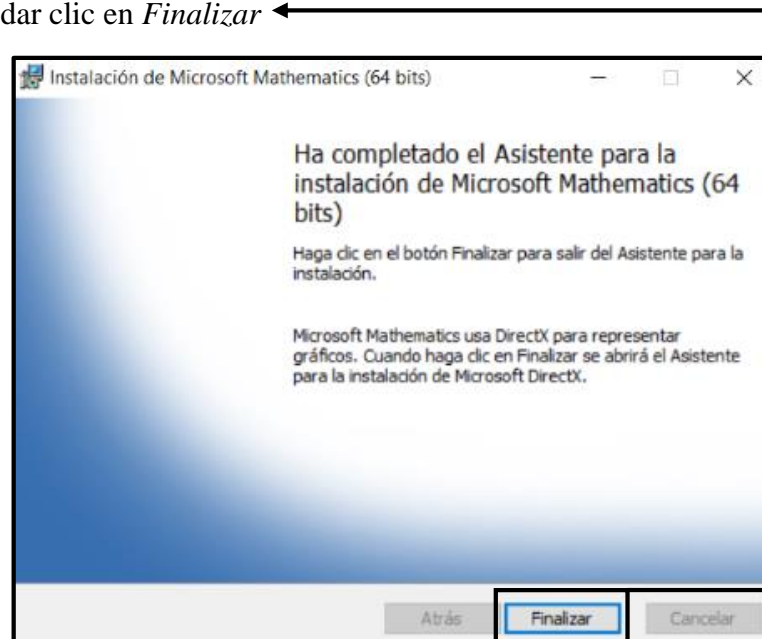 dar clic en Finalizar
Instalación de Microsoft Mathematics (64 bits)
Ha completado el Asistente para la
instalación de Microsoft Mathematics (64
bits)
Haga clic en el botón Finalizar para salir del Asistente para la
instalación.
Microsoft Mathematics usa DirectX para representar
gráficos. Cuando haga clic en Finalizar se abrirá el Asistente
para la instalación de Microsoft DirectX.
Atrás Finalizar Cancelar